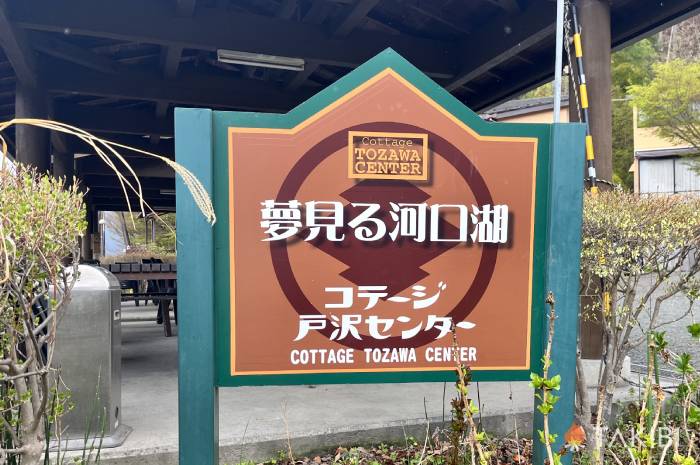 Cottage
TOZAWA
CENTER
夢見る河口湖
コテージ
戸沢センター
COTTAGE TOZAWA CENTER
TAKIBI